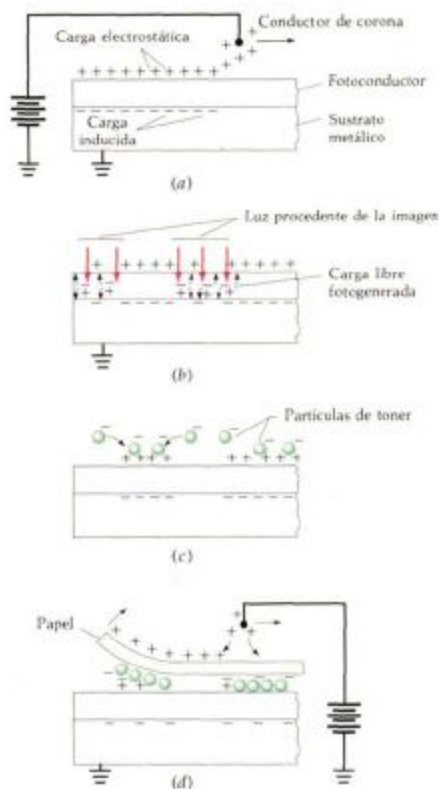 Conductor de corona
Carga electrostática
Fotoconductor
Carga
inducida
Sustrato
metálico
(a)
Luz procedente de la imagen
Carga libre
fotogenerada
(b)
Partículas de toner
(c)
Papel
(d)